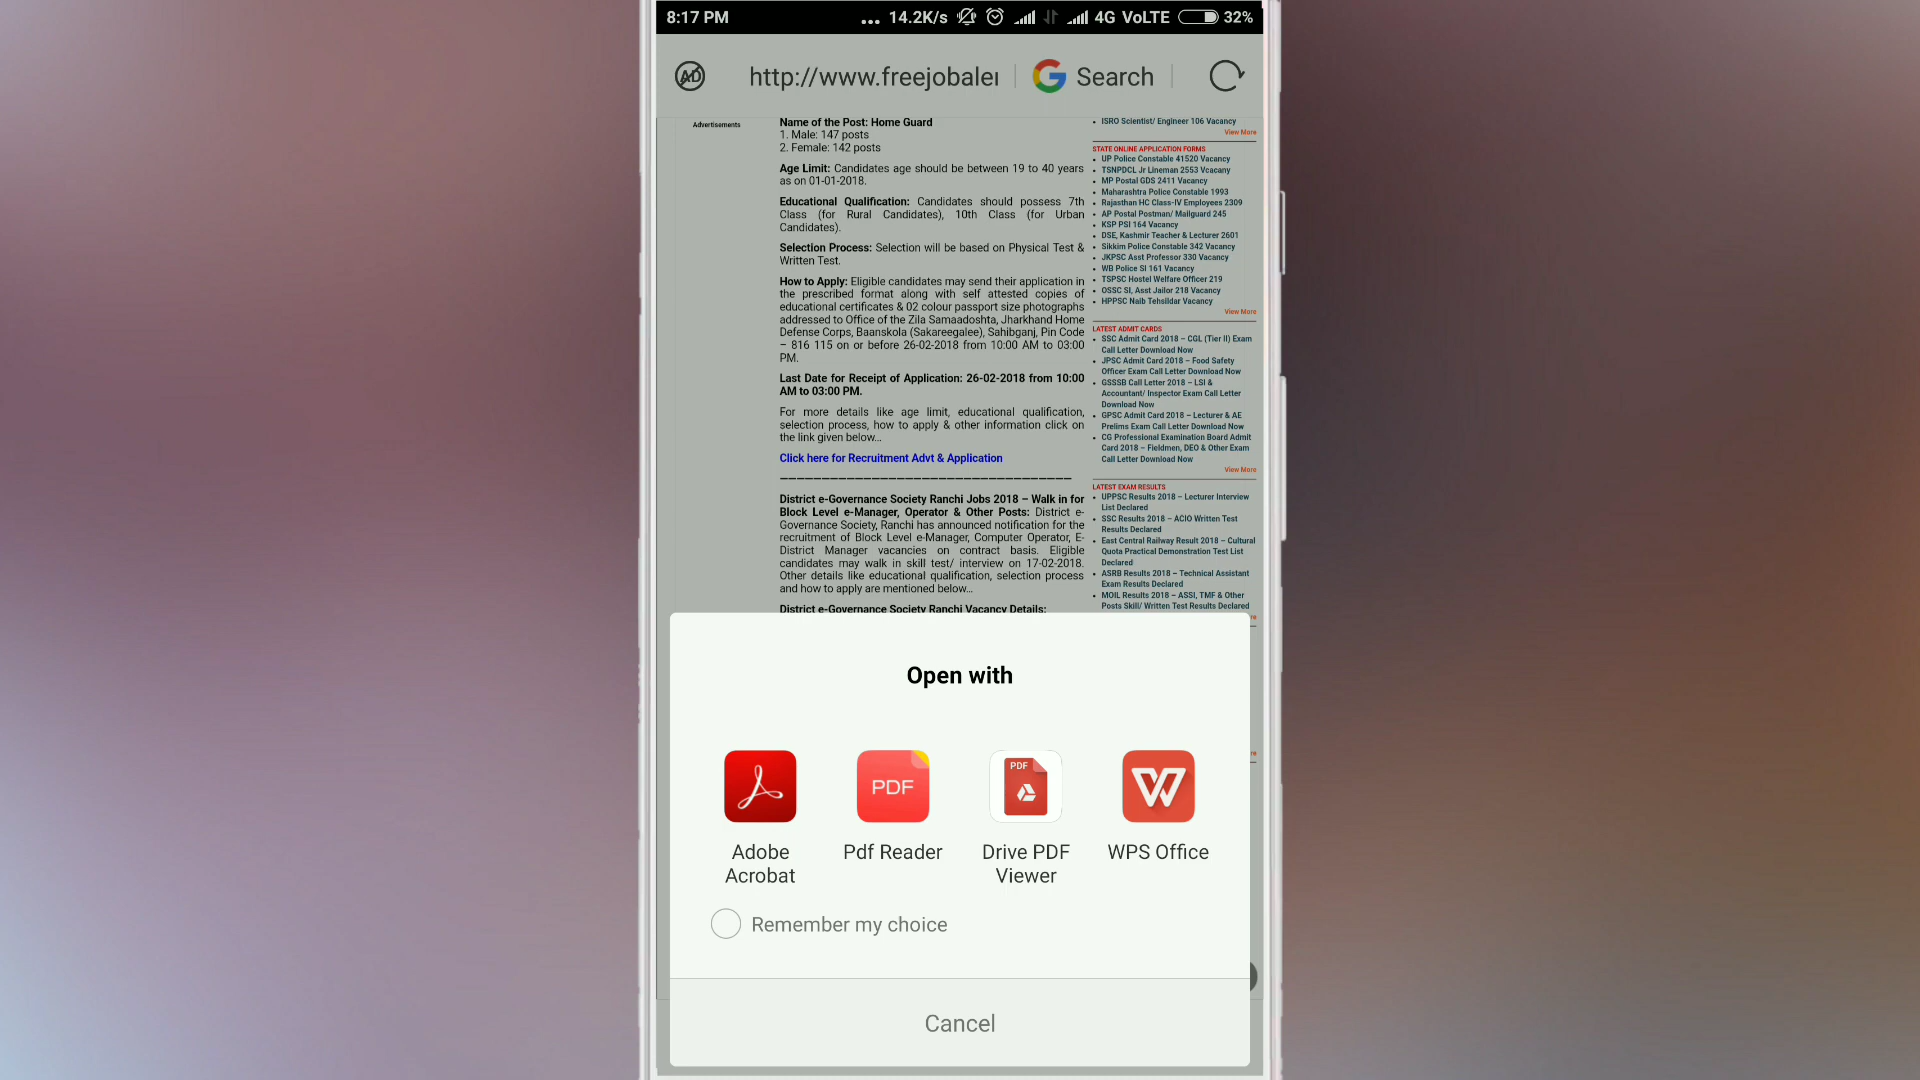 8:17 PM
... 14.2K/s 4G VoLTE 32%
AD
http://www.freejobaler
Search
Advertisements
Name of the Post: Home Guard
1. Male: 147 posts
2. Female: 142 posts
Age Limit: Candidates age should be between 19 to 40 years
as on 01-01-2018.
Educational Qualification: Candidates should possess 7th
Class (for Rural Candidates), 10th Class (for Urban
Candidates).
Selection Process: Selection will be based on Physical Test &
Written Test.
How to Apply: Eligible candidates may send their application in
the prescribed format along with self attested copies of
educational certificates & 02 colour passport size photographs
addressed to Office of the Zila Samaadoshta, Jharkhand Home
Defense Corps, Baanskola (Sakareegalee), Sahibganj, Pin Code
– 816 115 on or before 26-02-2018 from 10:00 AM to 03:00
PM.
Last Date for Receipt of Application: 26-02-2018 from 10:00
AM to 03:00 PM.
For more details like age limit, educational qualification,
selection process, how to apply & other information click on
the link given below...
Click here for Recruitment Advt & Application
District e-Governance Society Ranchi Jobs 2018 – Walk in for
Block Level e-Manager, Operator & Other Posts: District e-
Governance Society, Ranchi has announced notification for the
recruitment of Block Level e-Manager, Computer Operator, E-
District Manager vacancies on contract basis. Eligible
candidates may walk in skill test/ interview on 17-02-2018.
Other details like educational qualification, selection process
and how to apply are mentioned below...
District e-Governance Society Ranchi Vacancy Details:
ISRO Scientist/ Engineer 106 Vacancy
View More
STATE ONLINE APPLICATION FORMS
UP Police Constable 41520 Vacancy
TSNPDCL Jr Lineman 2553 Vcacany
MP Postal GDS 2411 Vacancy
Maharashtra Police Constable 1993
Rajasthan HC Class-IV Employees 2309
AP Postal Postman/ Mailguard 245
KSP PSI 164 Vacancy
DSE, Kashmir Teacher & Lecturer 2601
Sikkim Police Constable 342 Vacancy
JKPSC Asst Professor 330 Vacancy
WB Police SI 161 Vacancy
TSPSC Hostel Welfare Officer 219
OSSC SI, Asst Jailor 218 Vacancy
HPPSC Naib Tehsildar Vacancy
View More
LATEST ADMIT CARDS
SSC Admit Card 2018 – CGL (Tier II) Exam
Call Letter Download Now
JPSC Admit Card 2018 – Food Safety
Officer Exam Call Letter Download Now
GSSSB Call Letter 2018 – LSI &
Accountant/ Inspector Exam Call Letter
Download Now
GPSC Admit Card 2018 – Lecturer & AE
Prelims Exam Call Letter Download Now
CG Professional Examination Board Admit
Card 2018 – Fieldmen, DEO & Other Exam
Call Letter Download Now
View More
LATEST EXAM RESULTS
UPPSC Results 2018 – Lecturer Interview
List Declared
SSC Results 2018 – ACIO Written Test
Results Declared
East Central Railway Result 2018 – Cultural
Quota Practical Demonstration Test List
Declared
ASRB Results 2018 – Technical Assistant
Exam Results Declared
MOIL Results 2018 – ASSI, TMF & Other
Posts Skill/ Written Test Results Declared
Open with
PDF
PDF
Adobe
Acrobat
Pdf Reader
Drive PDF
Viewer
WPS Office
Remember my choice
Cancel